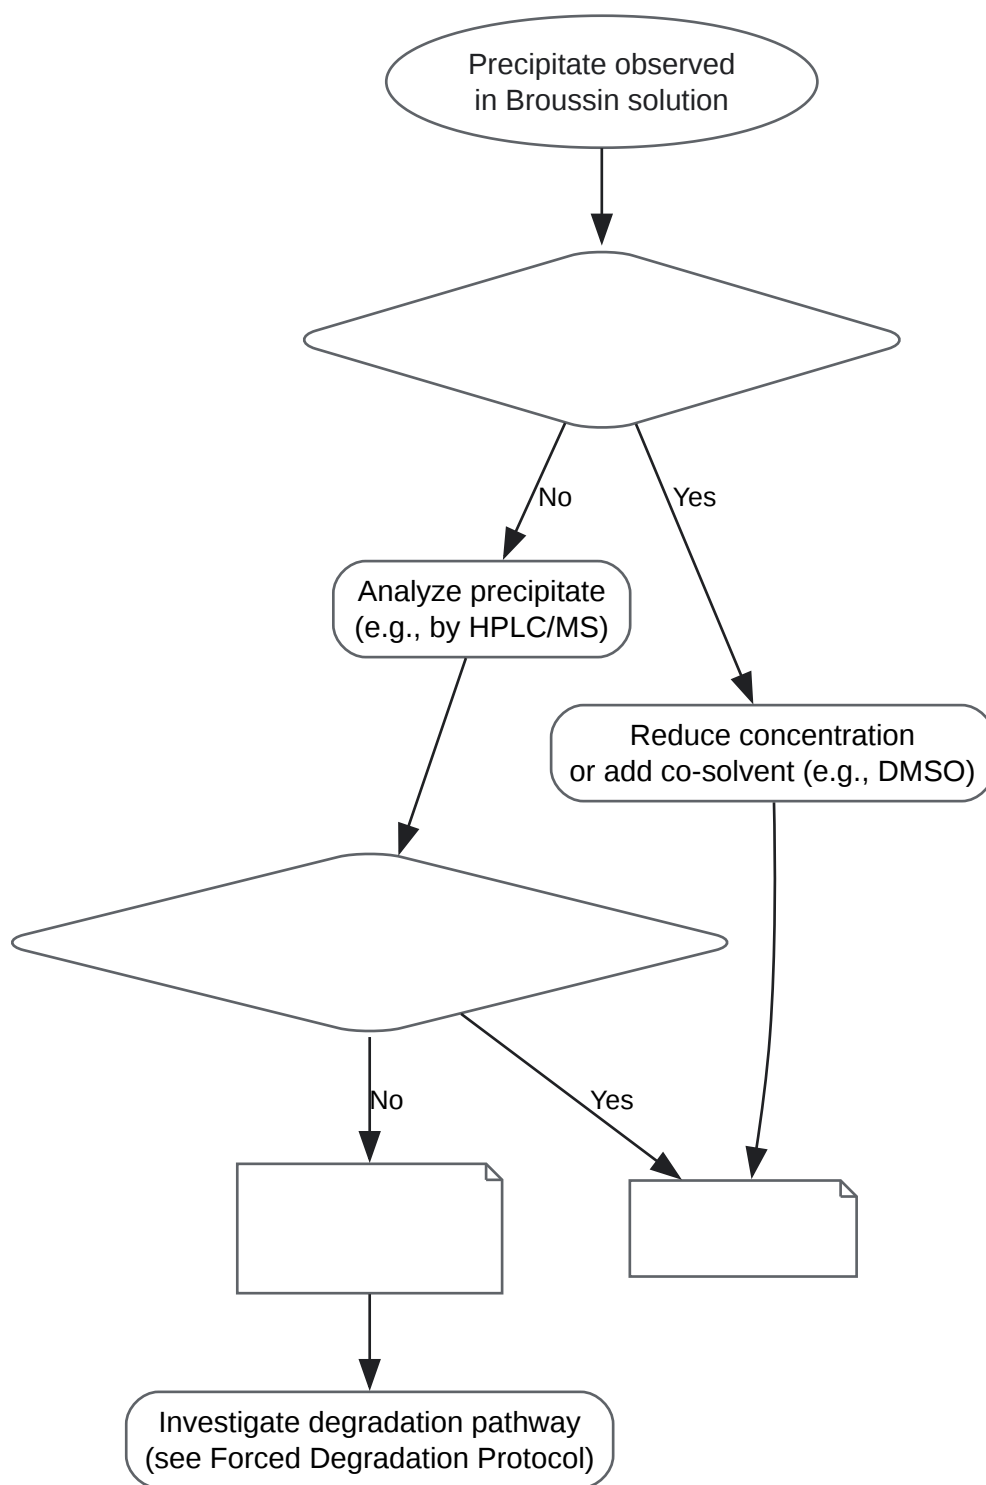 Precipitate observed
in Broussin solution
No
Yes
Analyze precipitate
(e.g., by HPLC/MS)
Reduce concentration
or add co-solvent (e.g., DMSO)
No
Yes
Investigate degradation pathway
(see Forced Degradation Protocol)